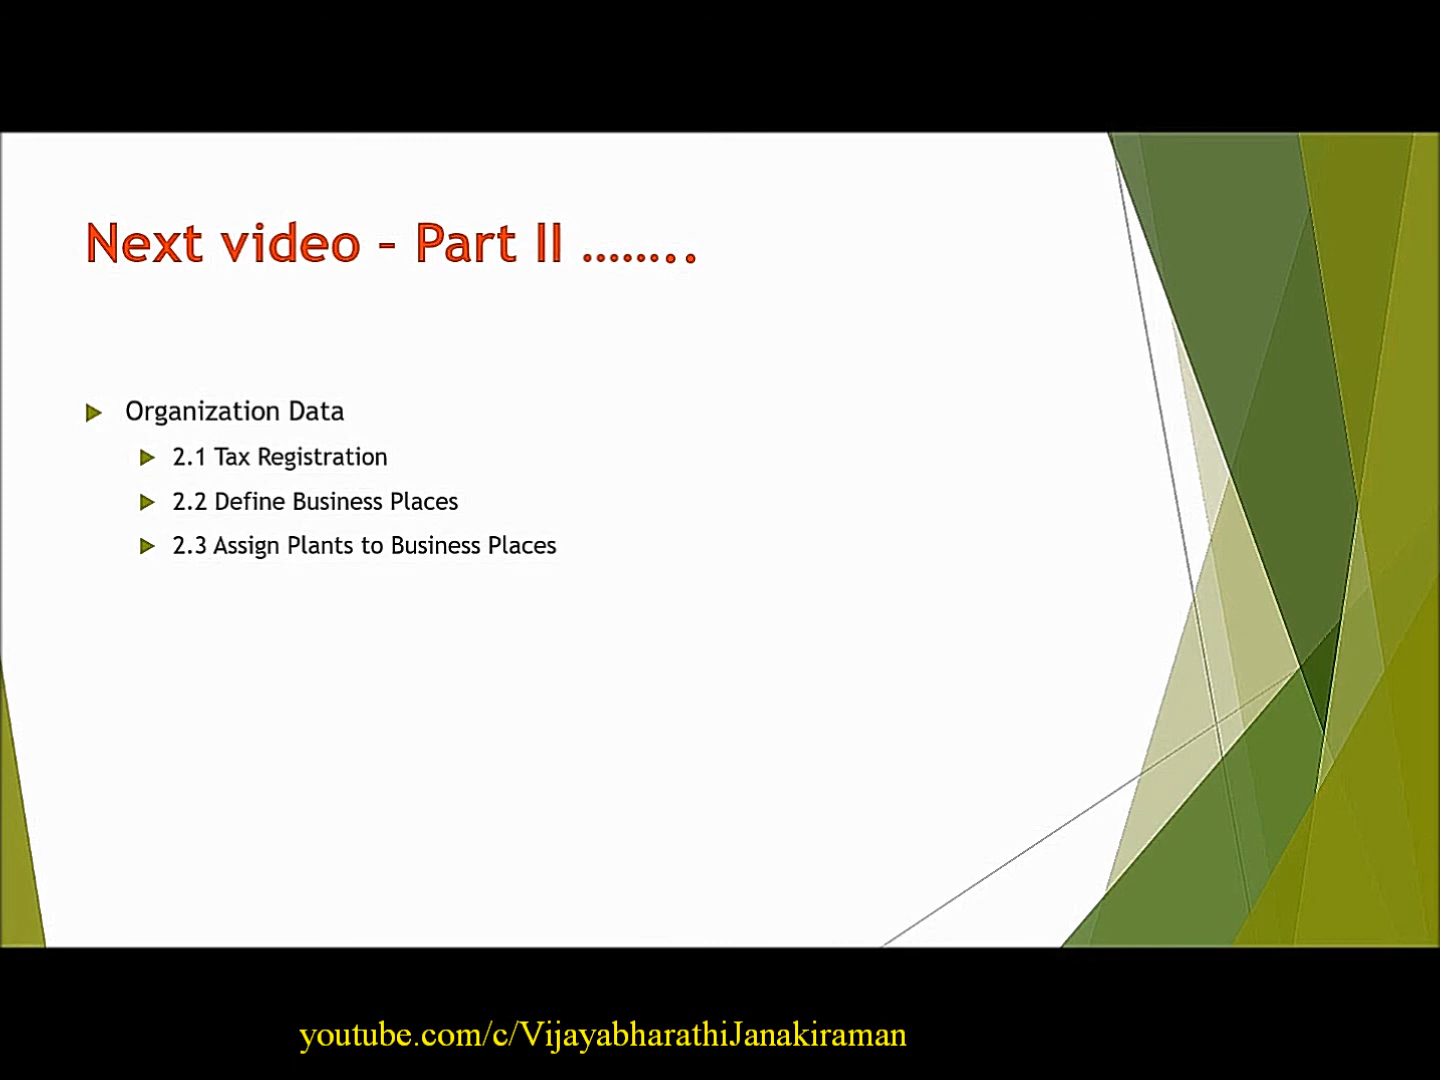 Next video – Part II ........
Organization Data
2.1 Tax Registration
2.2 Define Business Places
2.3 Assign Plants to Business Places
youtube.com/c/VijayabharathiJanakiraman